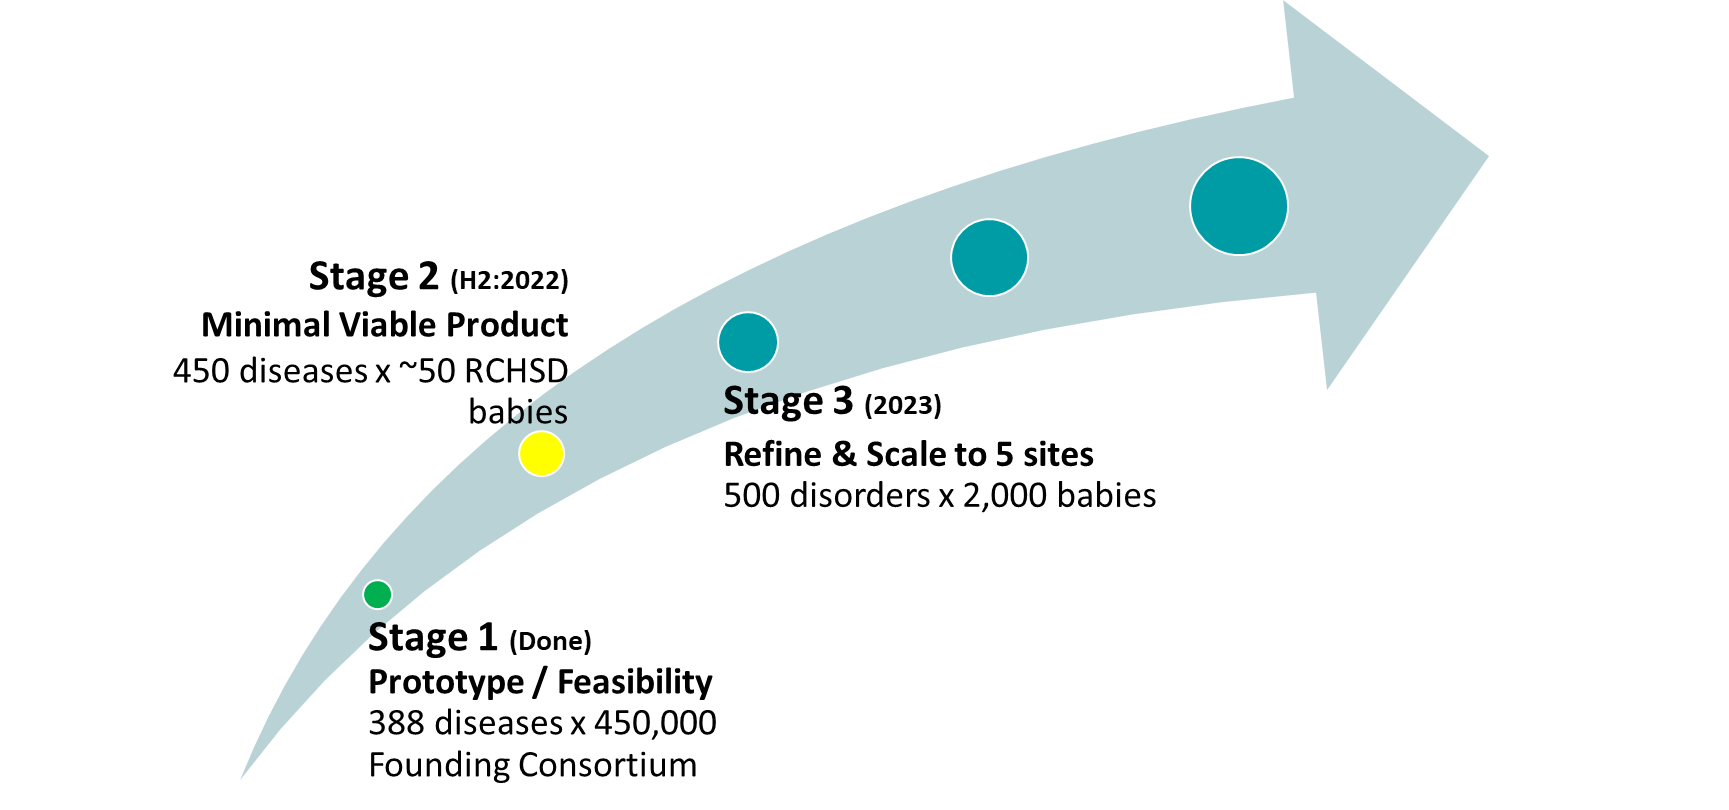 Stage 2 (H2:2022)
Minimal Viable Product
450 diseases x ~50 RCHSD
babies
Stage 3 (2023)
Refine & Scale to 5 sites
500 disorders x 2,000 babies
Stage 1 (Done)
Prototype / Feasibility
388 diseases x 450,000
Founding Consortium